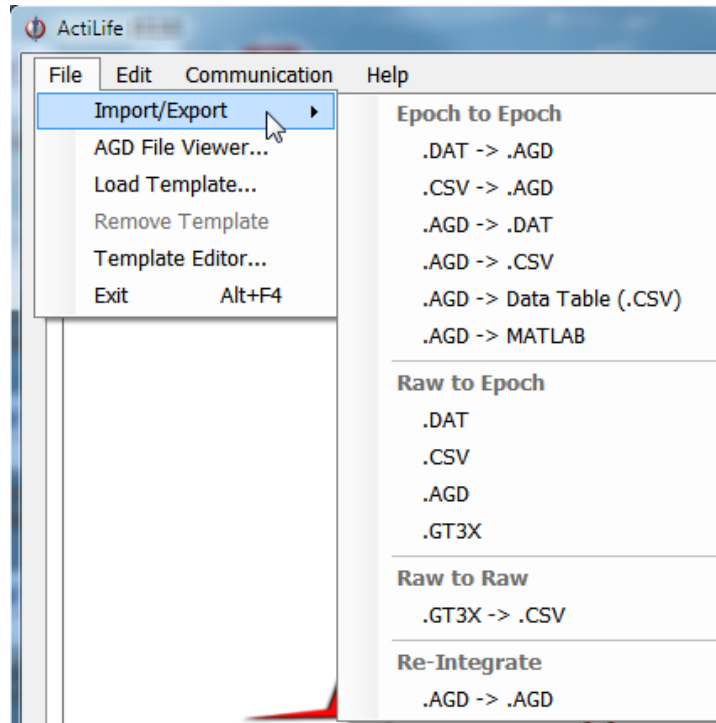 ActiLife
File Edit Communication Help
Import/Export
AGD File Viewer...
Load Template...
Remove Template
Template Editor...
Exit Alt+F4
Epoch to Epoch
.DAT -> .AGD
.CSV -> .AGD
.AGD -> .DAT
.AGD -> .CSV
.AGD -> Data Table (.CSV)
.AGD -> MATLAB
Raw to Epoch
.DAT
.CSV
.AGD
.GT3X
Raw to Raw
.GT3X -> .CSV
Re-Integrate
.AGD -> .AGD